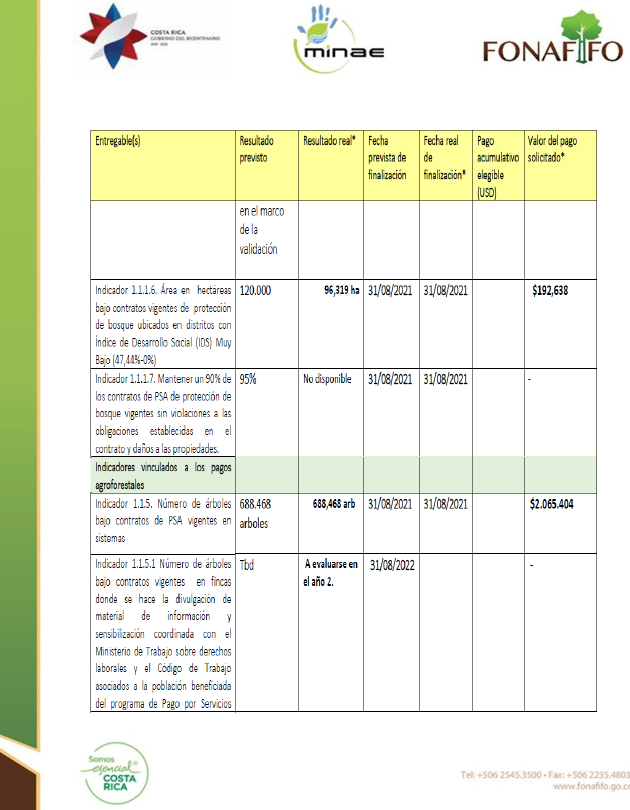 COSTA RICA
GOBIERNO DEL BICENTENARIO
minae
FONAFIFO
Entregable(s)
Resultado
previsto
Resultado real*
Fecha
prevista de
finalización
Fecha real
de
finalización*
Pago
acumulativo
elegible
(USD)
Valor del pago
solicitado*
en el marco
de la
validación
Indicador 1.1.1.6. Área en hectáreas
bajo contratos vigentes de protección
de bosque ubicados en distritos con
Índice de Desarrollo Social (IDS) Muy
Bajo (47,44%-0%)
120.000
96,319 ha
31/08/2021
31/08/2021
$192,638
Indicador 1.1.1.7. Mantener un 90% de
los contratos de PSA de protección de
bosque vigentes sin violaciones a las
obligaciones establecidas en el
contrato y daños a las propiedades.
95%
No disponible
31/08/2021
31/08/2021
-
Indicadores vinculados a los pagos
agroforestales
Indicador 1.1.5. Número de árboles
bajo contratos de PSA vigentes en
sistemas
688.468
arboles
688,468 arb
31/08/2021
31/08/2021
$2.065.404
Indicador 1.1.5.1 Número de árboles
bajo contratos vigentes en fincas
donde se hace la divulgación de
material de información y
sensibilización coordinada con el
Ministerio de Trabajo sobre derechos
laborales y el Código de Trabajo
asociados a la población beneficiada
del programa de Pago por Servicios
Tbd
A evaluarse en
el año 2.
31/08/2022
-
Somos
esencial
COSTA
RICA
Tel: +506 2545.3500 • Fax: +506 2235.4803
www.fonafifo.go.cr